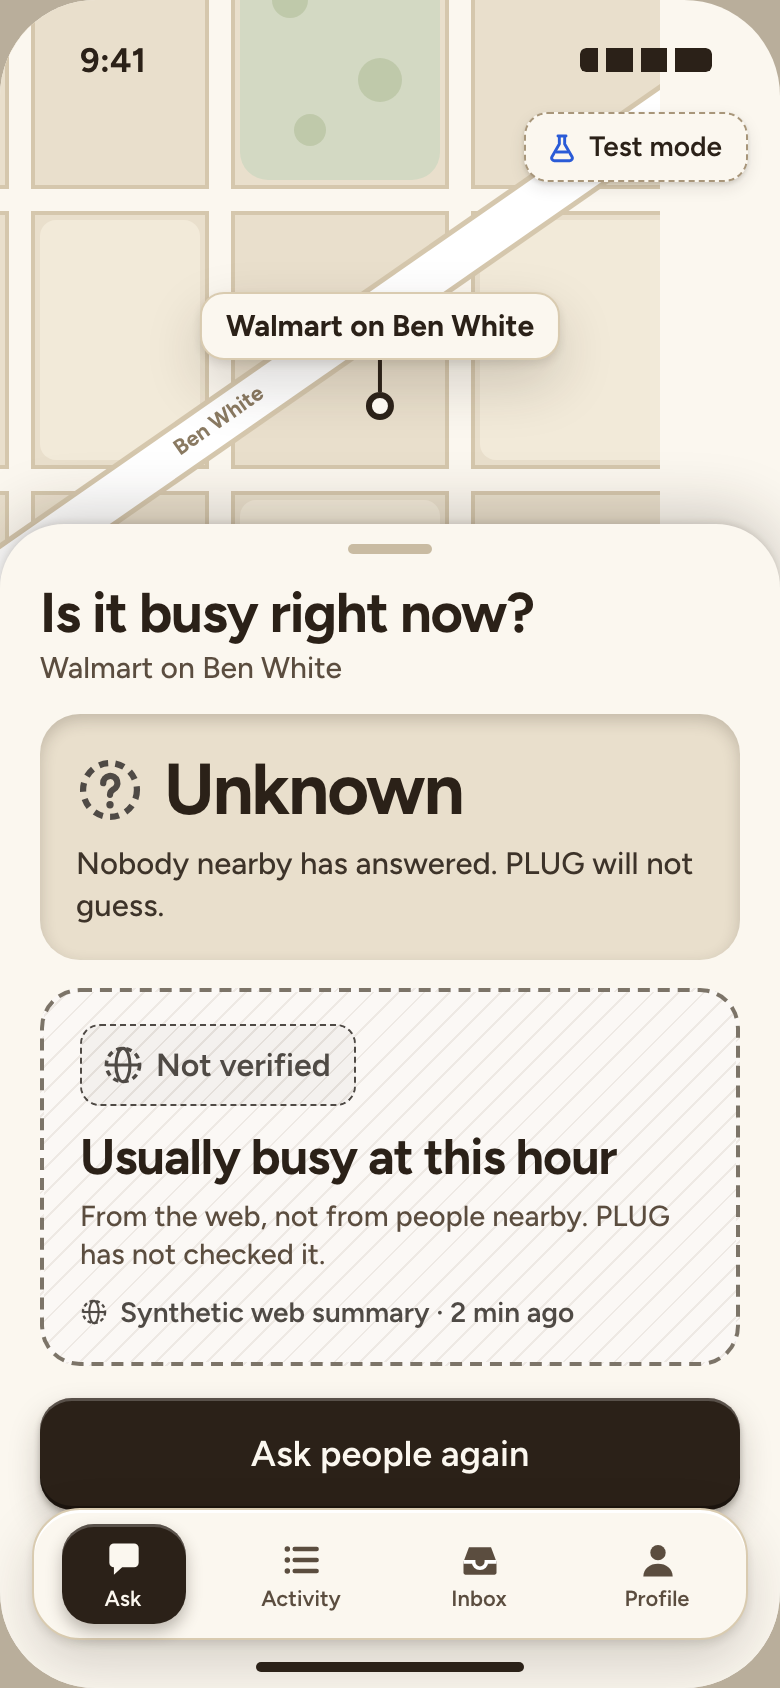 9:41
Test mode
Walmart on Ben White
Ben White
Is it busy right now?
Walmart on Ben White
Unknown
Nobody nearby has answered. PLUG will not
guess.
Not verified
Usually busy at this hour
From the web, not from people nearby. PLUG
has not checked it.
Synthetic web summary · 2 min ago
Ask people again
Ask
Activity
Inbox
Profile